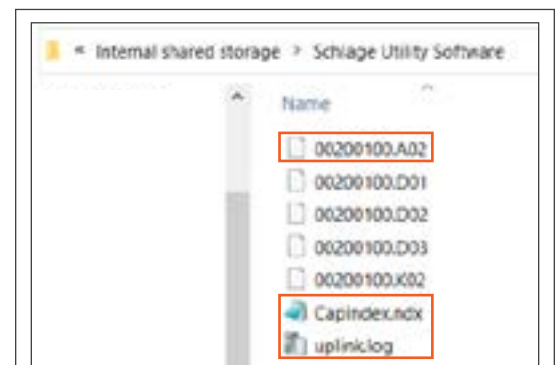 « Internal shared storage > Schlage Utility Software
Name
00200100.A02
00200100.D01
00200100.D02
00200100.D03
00200100.K02
Capindex.ndx
uplink.log